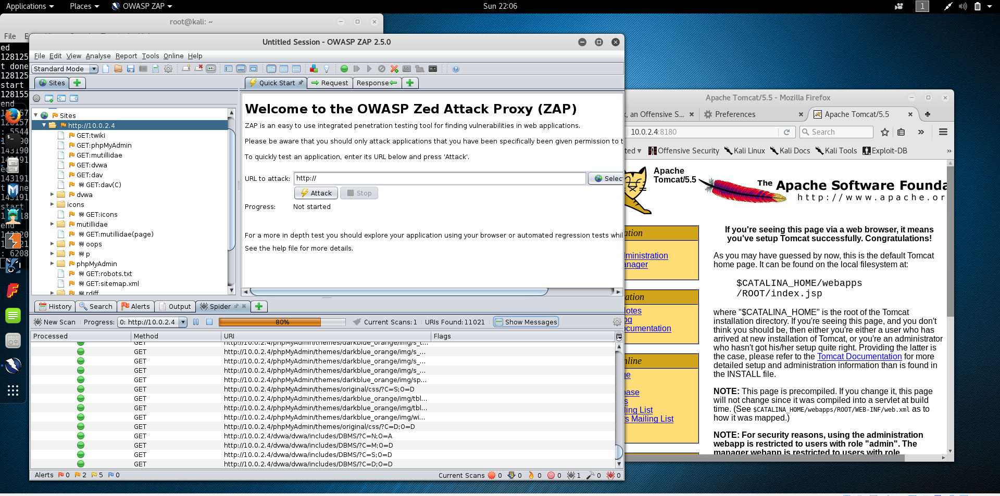 Applications Places OWASP ZAP Sun 22:06 1
root@kali: ~
File
ed
128125
t done
128125
start
128155
end
Untitled Session - OWASP ZAP 2.5.0
File Edit View Analyse Report Tools Online Help
Standard Mode
Sites
Quick Start Request Response
Sites
http://10.0.2.4
GET:twiki
GET:phpMyAdmin
GET:mutillidae
GET:dvwa
GET:dav
GET:dav(C)
dvwa
icons
GET:icons
mutillidae
GET:mutillidae(page)
oops
p
phpMyAdmin
GET:robots.txt
GET:sitemap.xml
rdiff
Welcome to the OWASP Zed Attack Proxy (ZAP)
ZAP is an easy to use integrated penetration testing tool for finding vulnerabilities in web applications.
Please be aware that you should only attack applications that you have been specifically been given permission to t
To quickly test an application, enter its URL below and press 'Attack'.
URL to attack: http:// Selec
Attack Stop
Progress: Not started
For a more in depth test you should explore your application using your browser or automated regression tests whil
See the help file for more details.
History Search Alerts Output Spider
New Scan Progress: 0: http://10.0.2.4 80% Current Scans: 1 URIs Found: 11021 Show Messages
Processed Method URI Flags
GET http://10.0.2.4/phpMyAdmin/themes/darkblue_orange/img/s_t...
GET http://10.0.2.4/phpMyAdmin/themes/darkblue_orange/img/s_...
GET http://10.0.2.4/phpMyAdmin/themes/darkblue_orange/img/s_...
GET http://10.0.2.4/phpMyAdmin/themes/darkblue_orange/img/s_...
GET http://10.0.2.4/phpMyAdmin/themes/darkblue_orange/img/sp...
GET http://10.0.2.4/phpMyAdmin/themes/original/css/?C=S;O=D
GET http://10.0.2.4/phpMyAdmin/themes/darkblue_orange/img/tbl...
GET http://10.0.2.4/phpMyAdmin/themes/darkblue_orange/img/tbl...
GET http://10.0.2.4/phpMyAdmin/themes/darkblue_orange/img/wi...
GET http://10.0.2.4/phpMyAdmin/themes/original/css/?C=D;O=D
GET http://10.0.2.4/dvwa/dvwa/includes/DBMS/?C=N;O=A
GET http://10.0.2.4/dvwa/dvwa/includes/DBMS/?C=M;O=D
GET http://10.0.2.4/dvwa/dvwa/includes/DBMS/?C=S;O=D
GET http://10.0.2.4/dvwa/dvwa/includes/DBMS/?C=D;O=D
Alerts 0 2 5 0 Current Scans 0 0 0 0 1 0 0
Apache Tomcat/5.5 - Mozilla Firefox
, an Offensive S... Preferences Apache Tomcat/5.5
10.0.2.4:8180 Search
ted Offensive Security Kali Linux Kali Docs Kali Tools Exploit-DB
Apache
Tomcat/5.5
The Apache Software Founda
http://www.apache.or
ation
ministration
anager
ation
lotes
og
ocumentation
nline
ge
base
s
ling List
rs Mailing List
If you're seeing this page via a web browser, it means
you've setup Tomcat successfully. Congratulations!
As you may have guessed by now, this is the default Tomcat
home page. It can be found on the local filesystem at:
$CATALINA_HOME/webapps
/ROOT/index.jsp
where "$CATALINA_HOME" is the root of the Tomcat
installation directory. If you're seeing this page, and you don't
think you should be, then either you're either a user who has
arrived at new installation of Tomcat, or you're an administrator
who hasn't got his/her setup quite right. Providing the latter is
the case, please refer to the Tomcat Documentation for more
detailed setup and administration information than is found in
the INSTALL file.
NOTE: This page is precompiled. If you change it, this page
will not change since it was compiled into a servlet at build
time. (See $CATALINA_HOME/webapps/ROOT/WEB-INF/web.xml as to
how it was mapped.)
NOTE: For security reasons, using the administration
webapp is restricted to users with role "admin". The
manager webapp is restricted to users with role